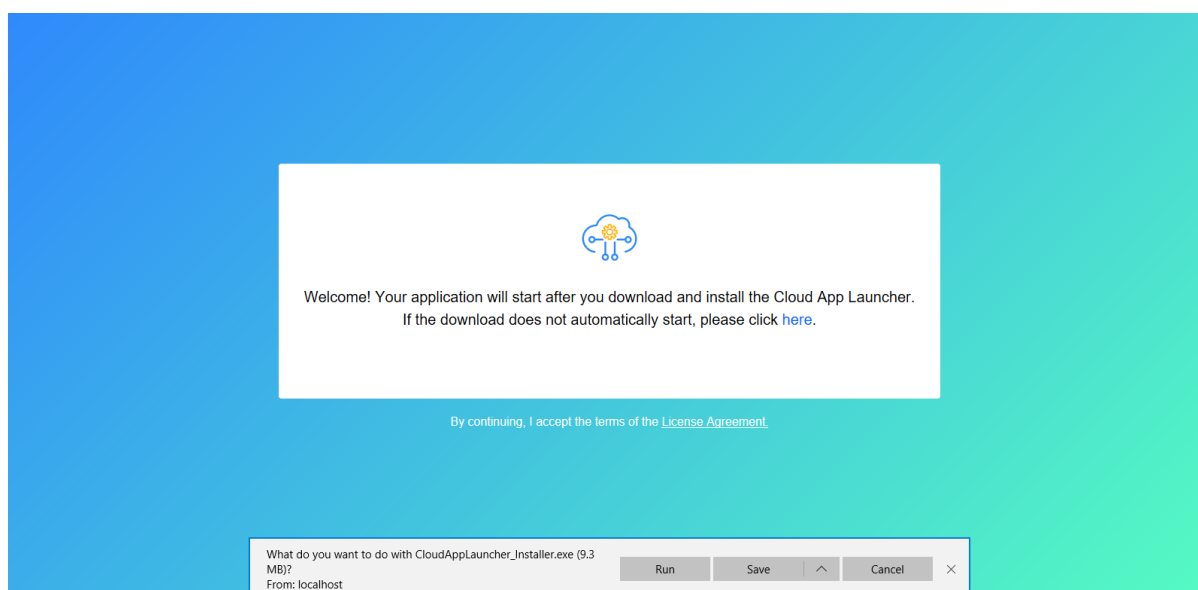 Welcome! Your application will start after you download and install the Cloud App Launcher.
If the download does not automatically start, please click here.
By continuing, I accept the terms of the License Agreement.
What do you want to do with CloudAppLauncher_Installer.exe (9.3
MB)?
From: localhost
Run
Save
Cancel